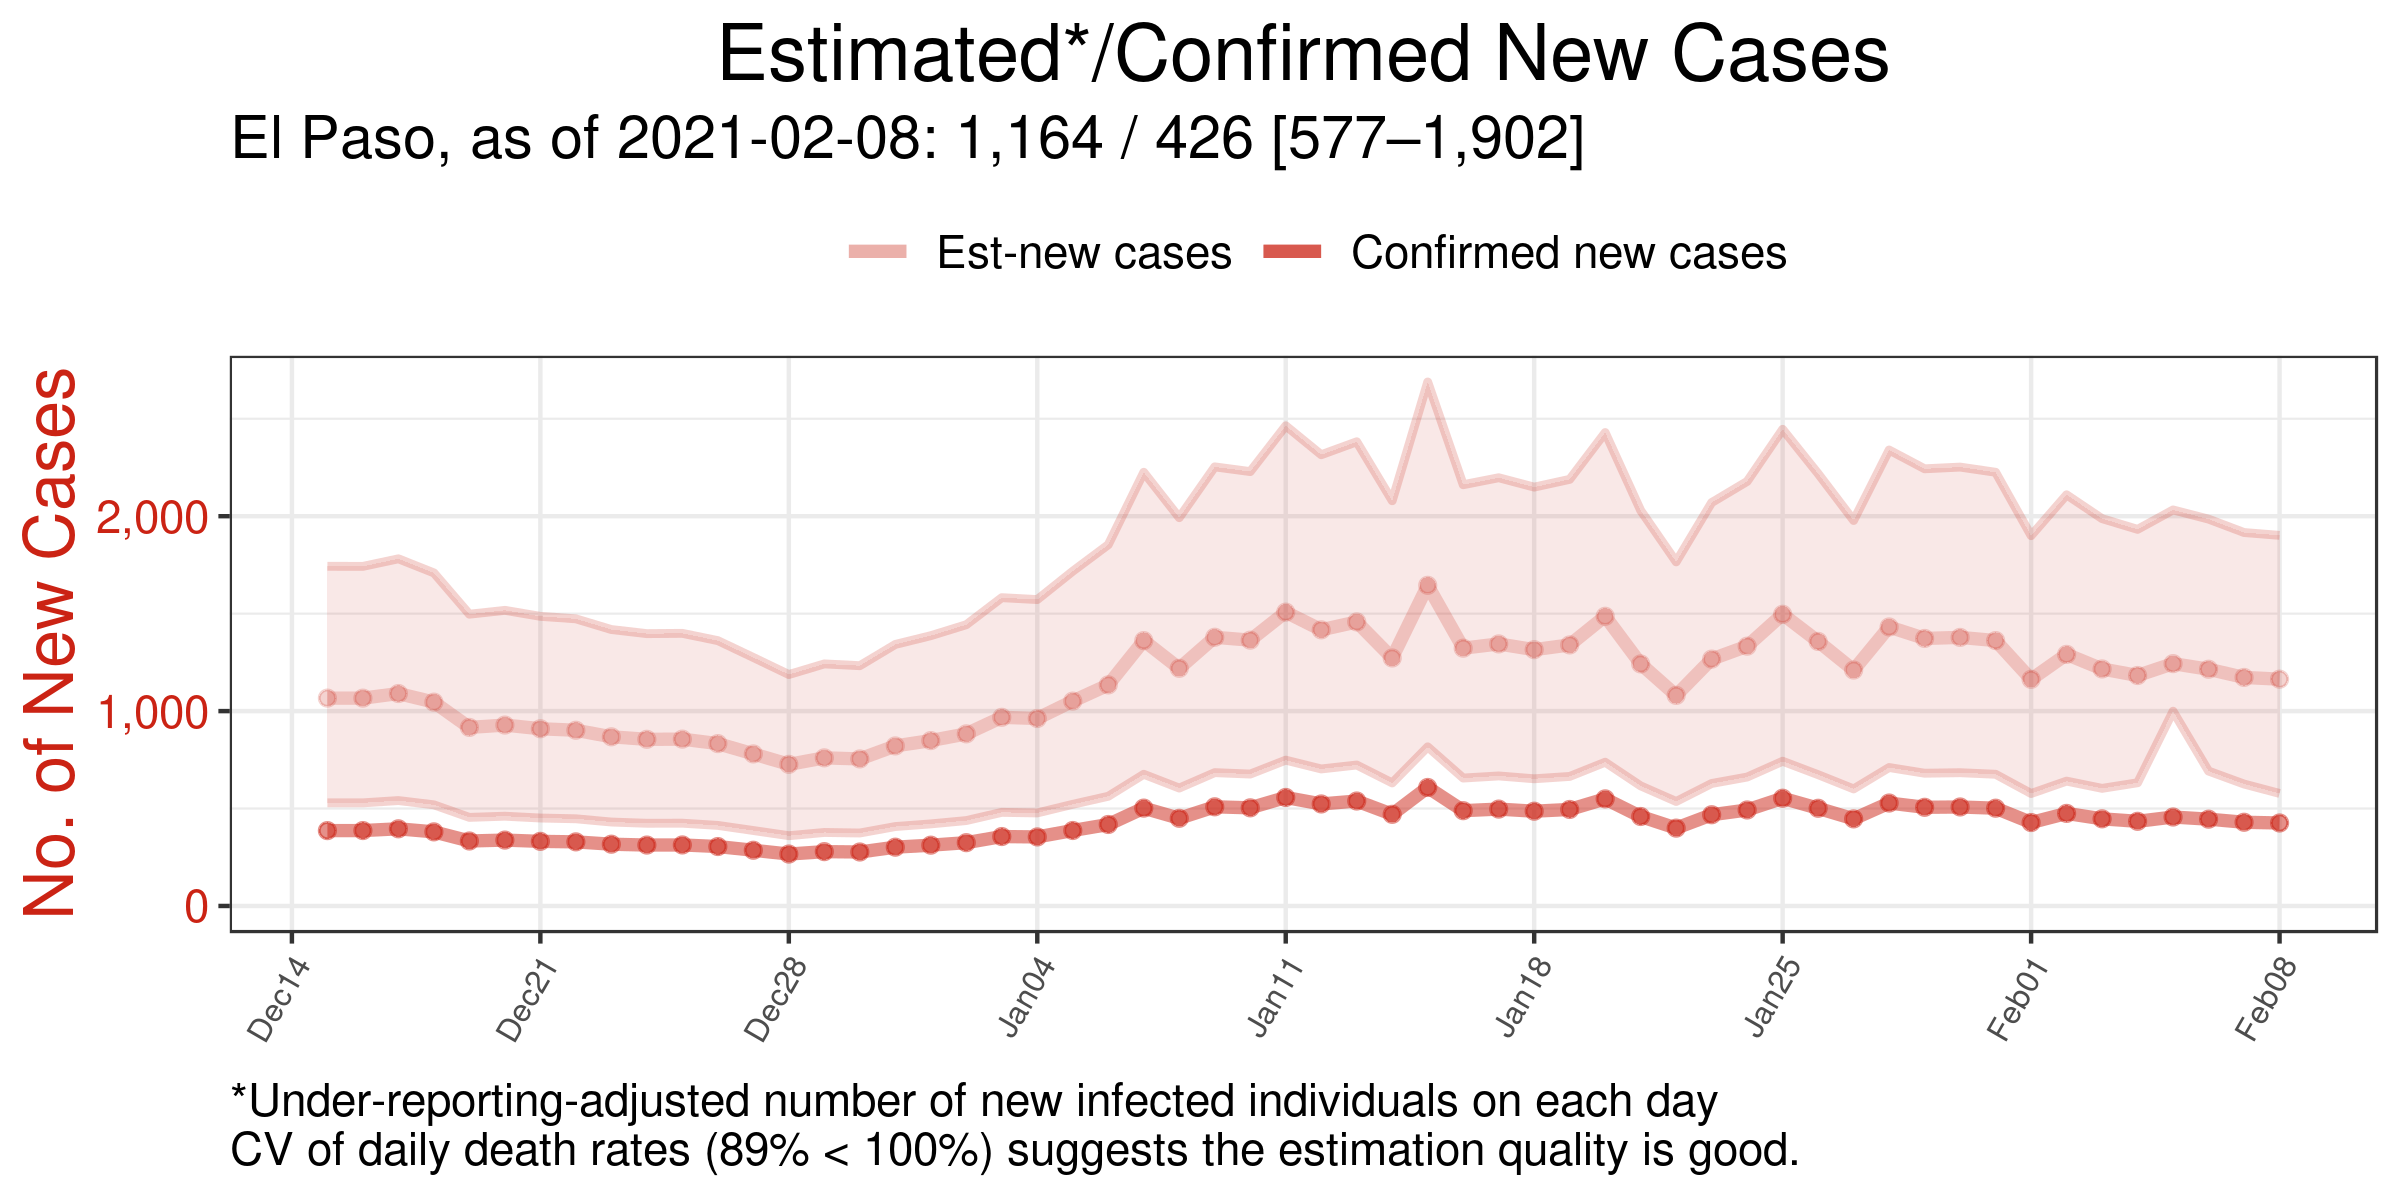 Estimated*/Confirmed New Cases
El Paso, as of 2021-02-08: 1,164 / 426 [577–1,902]
Est-new cases
Confirmed new cases
No. of New Cases
2,000
1,000
0
Dec14
Dec21
Dec28
Jan04
Jan11
Jan18
Jan25
Feb01
Feb08
*Under-reporting-adjusted number of new infected individuals on each day
CV of daily death rates (89% < 100%) suggests the estimation quality is good.